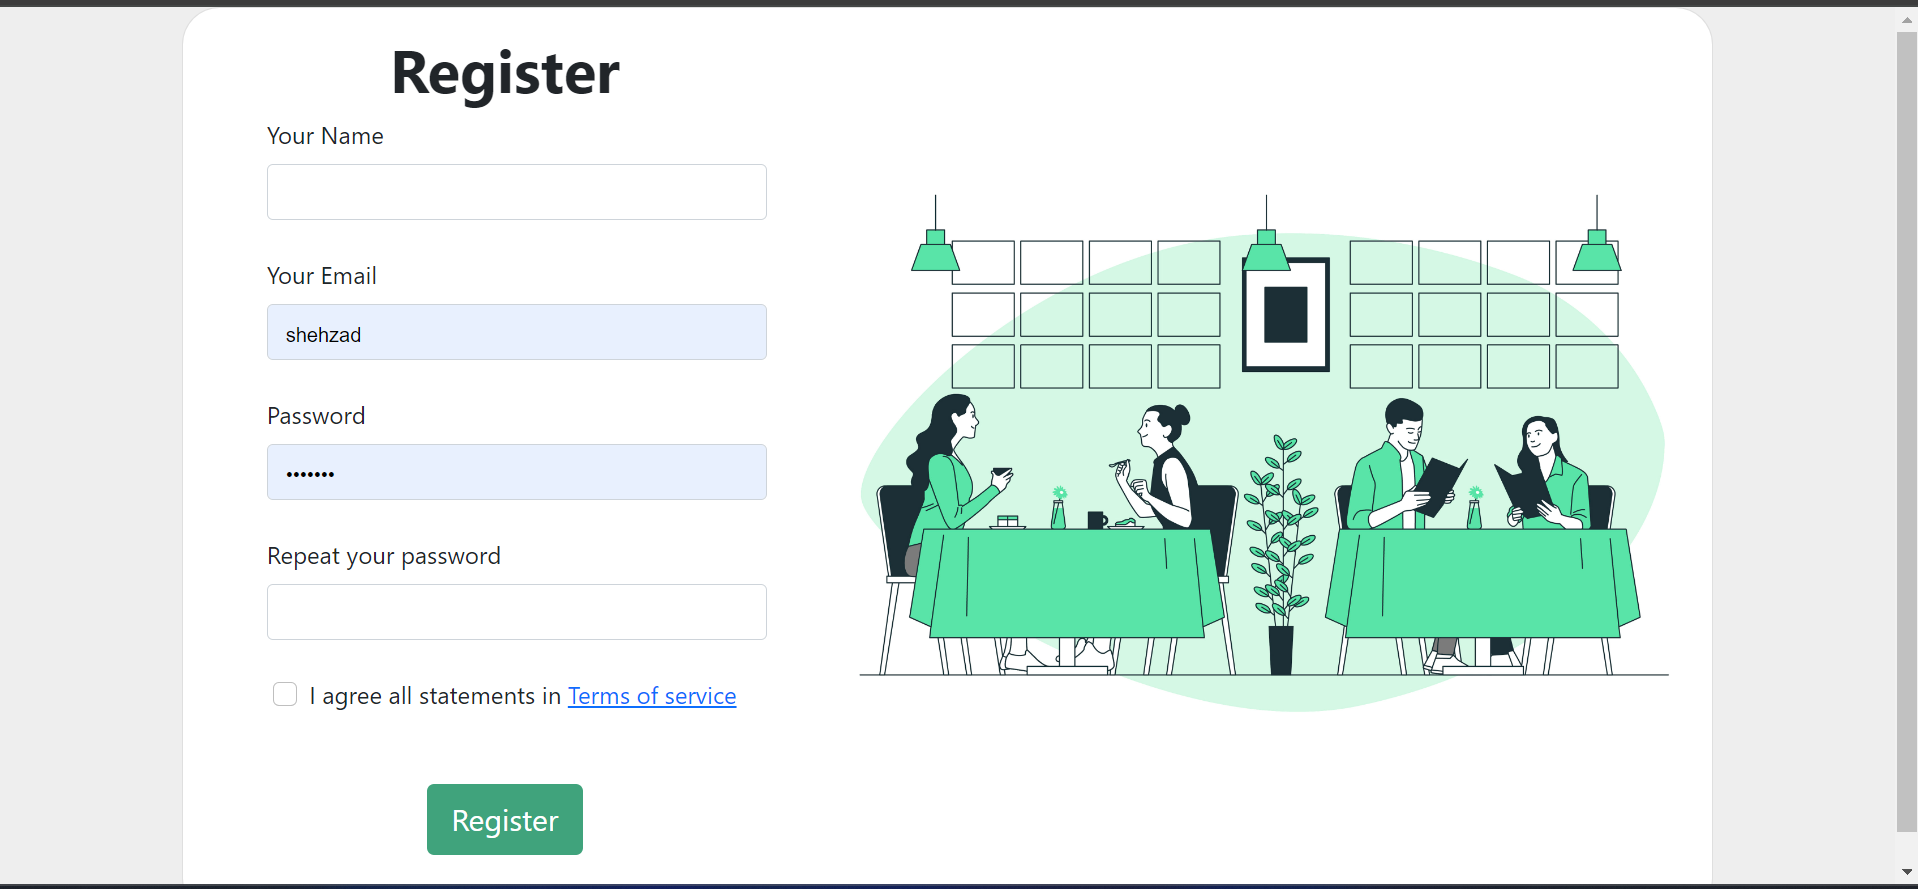 Register
Your Name
Your Email
shehzad
Password
•••••••
Repeat your password
I agree all statements in Terms of service
Register